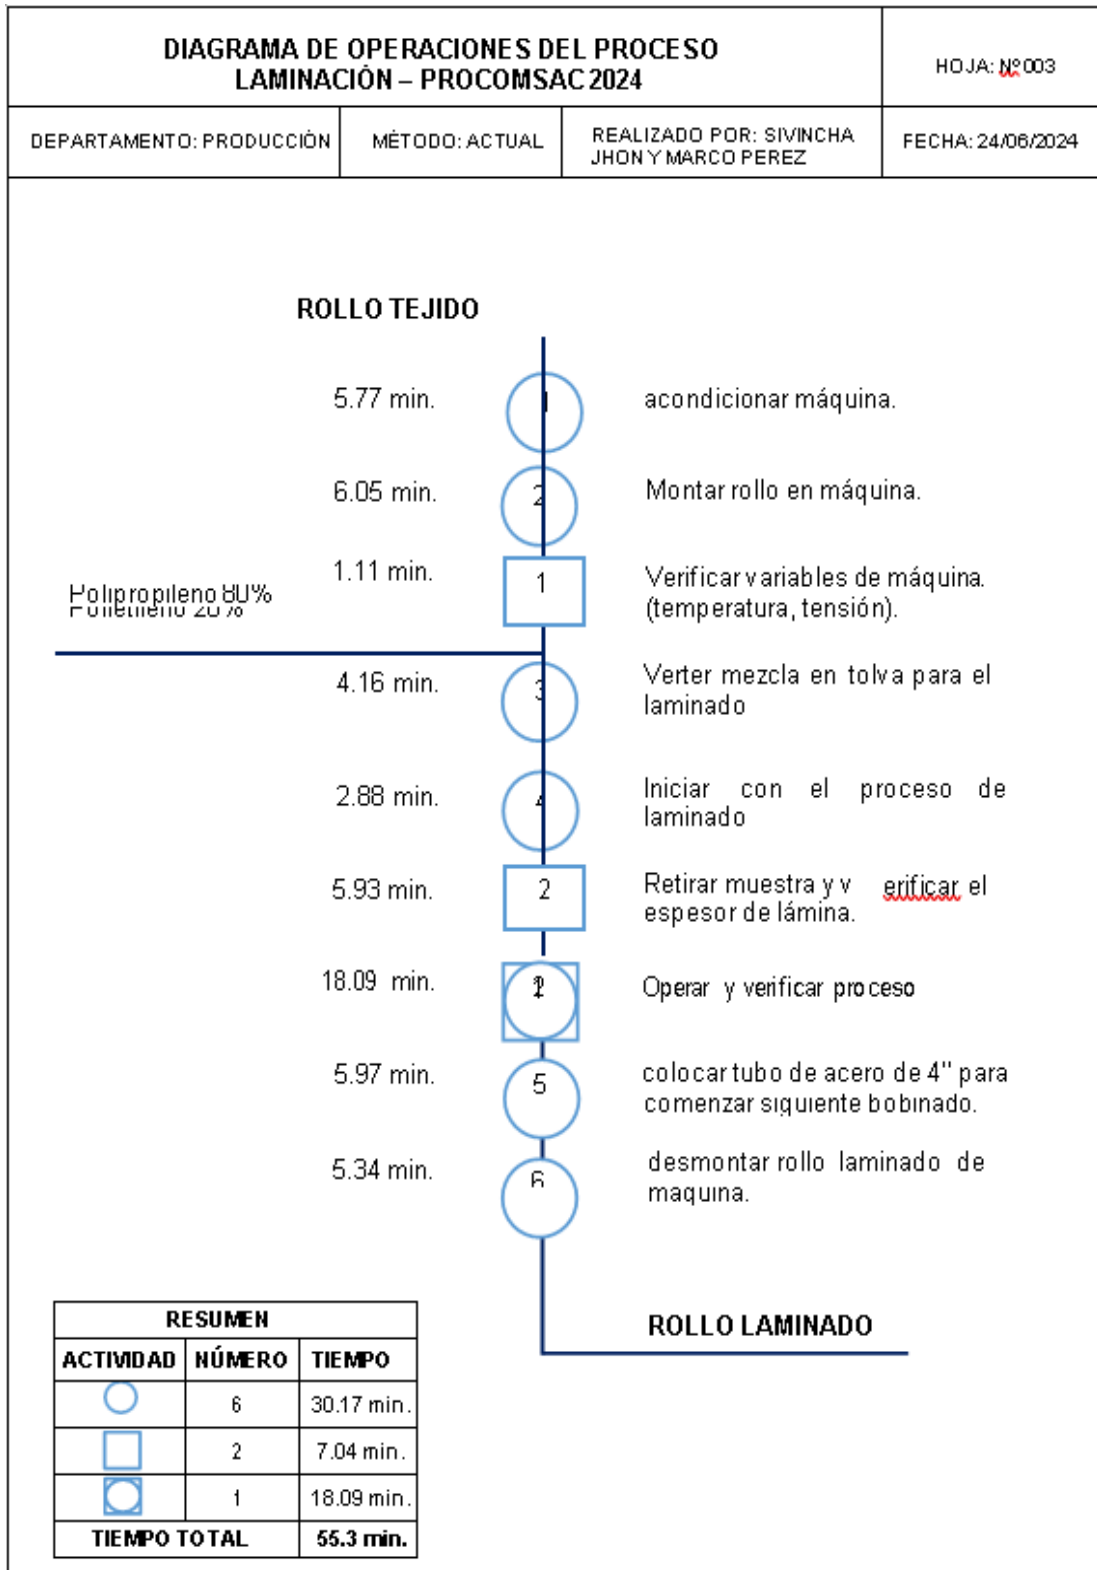 DIAGRAMA DE OPERACIONES DEL PROCESO
LAMINACIÓN – PROCOMSAC 2024
HOJA: Nº003
DEPARTAMENTO: PRODUCCIÓN
MÉTODO: ACTUAL
REALIZADO POR: SIVINCHA
JHON Y MARCO PEREZ
FECHA: 24/06/2024
ROLLO TEJIDO
5.77 min.
1
acondicionar máquina.
6.05 min.
2
Montar rollo en máquina.
1.11 min.
1
Verificar variables de máquina.
(temperatura, tensión).
Polipropileno 80%
Polietileno 20%
4.16 min.
3
Verter mezcla en tolva para el
laminado
2.88 min.
4
Iniciar con el proceso de
laminado
5.93 min.
2
Retirar muestra y v erificar el
espesor de lámina.
18.09 min.
Operar y verificar proceso
5.97 min.
5
colocar tubo de acero de 4" para
comenzar siguiente bobinado.
5.34 min.
6
desmontar rollo laminado de
maquina.
ROLLO LAMINADO
RESUMEN
ACTIVIDAD NÚMERO TIEMPO
6 30.17 min.
2 7.04 min.
1 18.09 min.
TIEMPO TOTAL 55.3 min.